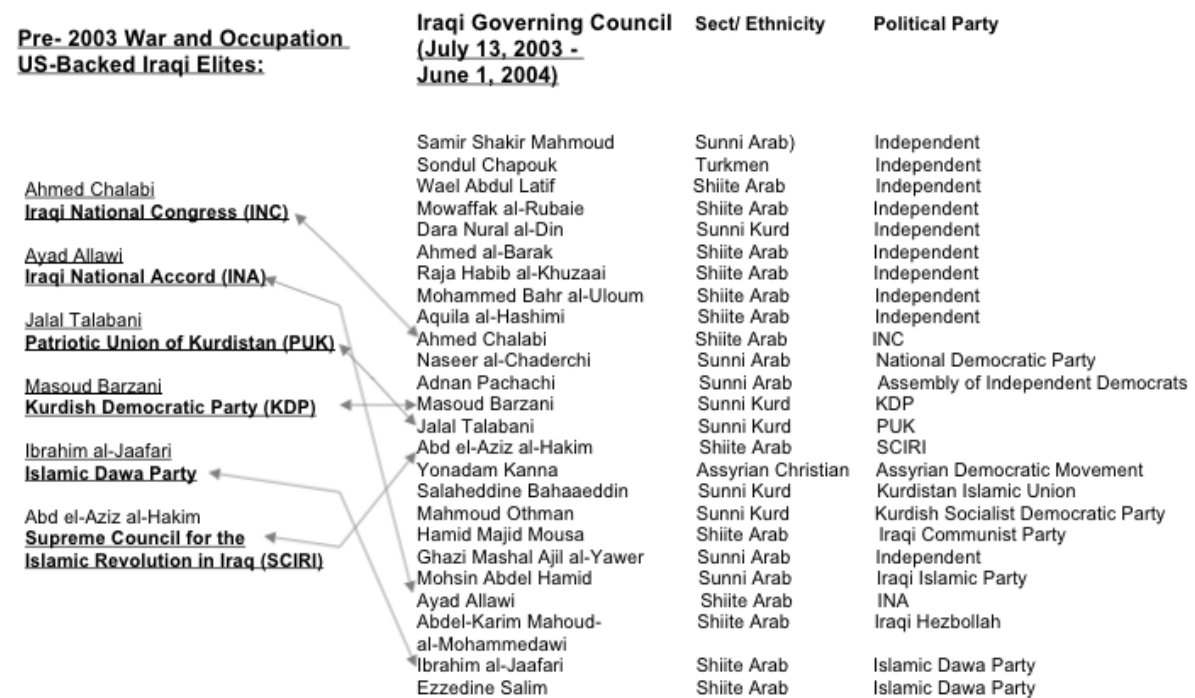 Pre- 2003 War and Occupation
US-Backed Iraqi Elites:
Ahmed Chalabi
Iraqi National Congress (INC)
Ayad Allawi
Iraqi National Accord (INA)
Jalal Talabani
Patriotic Union of Kurdistan (PUK)
Masoud Barzani
Kurdish Democratic Party (KDP)
Ibrahim al-Jaafari
Islamic Dawa Party
Abd el-Aziz al-Hakim
Supreme Council for the
Islamic Revolution in Iraq (SCIRI)
Iraqi Governing Council Sect/ Ethnicity Political Party
(July 13, 2003 -
June 1, 2004)
Samir Shakir Mahmoud Sunni Arab) Independent
Sondul Chapouk Turkmen Independent
Wael Abdul Latif Shiite Arab Independent
Mowaffak al-Rubaie Shiite Arab Independent
Dara Nural al-Din Sunni Kurd Independent
Ahmed al-Barak Shiite Arab Independent
Raja Habib al-Khuzaai Shiite Arab Independent
Mohammed Bahr al-Uloum Shiite Arab Independent
Aquila al-Hashimi Shiite Arab Independent
Ahmed Chalabi Shiite Arab INC
Naseer al-Chaderchi Sunni Arab National Democratic Party
Adnan Pachachi Sunni Arab Assembly of Independent Democrats
Masoud Barzani Sunni Kurd KDP
Jalal Talabani Sunni Kurd PUK
Abd el-Aziz al-Hakim Shiite Arab SCIRI
Yonadam Kanna Assyrian Christian Assyrian Democratic Movement
Salaheddine Bahaaeddin Sunni Kurd Kurdistan Islamic Union
Mahmoud Othman Sunni Kurd Kurdish Socialist Democratic Party
Hamid Majid Mousa Shiite Arab Iraqi Communist Party
Ghazi Mashal Ajil al-Yawer Sunni Arab Independent
Mohsin Abdel Hamid Sunni Arab Iraqi Islamic Party
Ayad Allawi Shiite Arab INA
Abdel-Karim Mahoud- Shiite Arab Iraqi Hezbollah
al-Mohammedawi
Ibrahim al-Jaafari Shiite Arab Islamic Dawa Party
Ezzedine Salim Shiite Arab Islamic Dawa Party